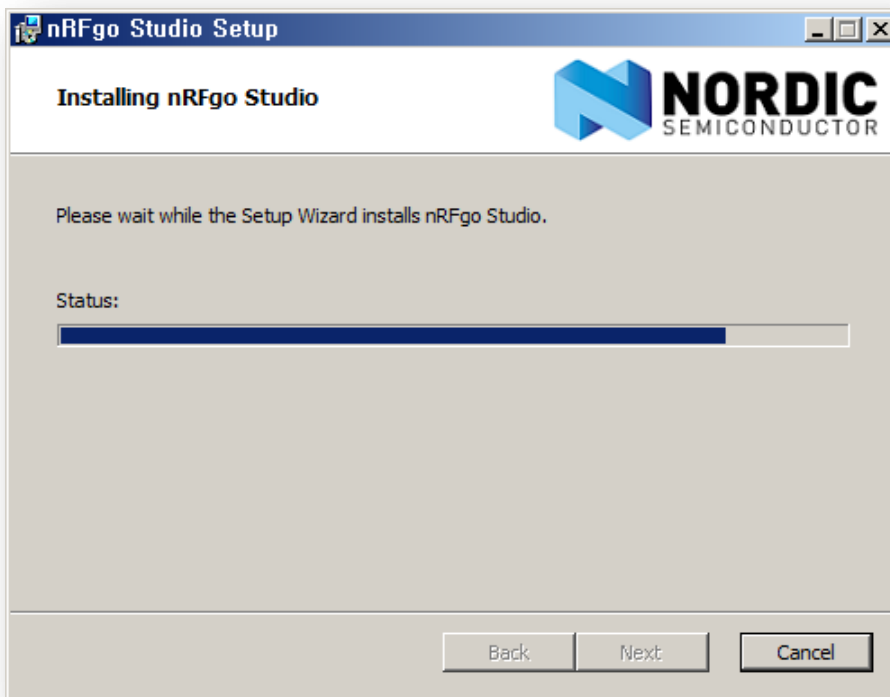 nRFgo Studio Setup
Installing nRFgo Studio
NORDIC
SEMICONDUCTOR
Please wait while the Setup Wizard installs nRFgo Studio.
Status:
Back
Next
Cancel